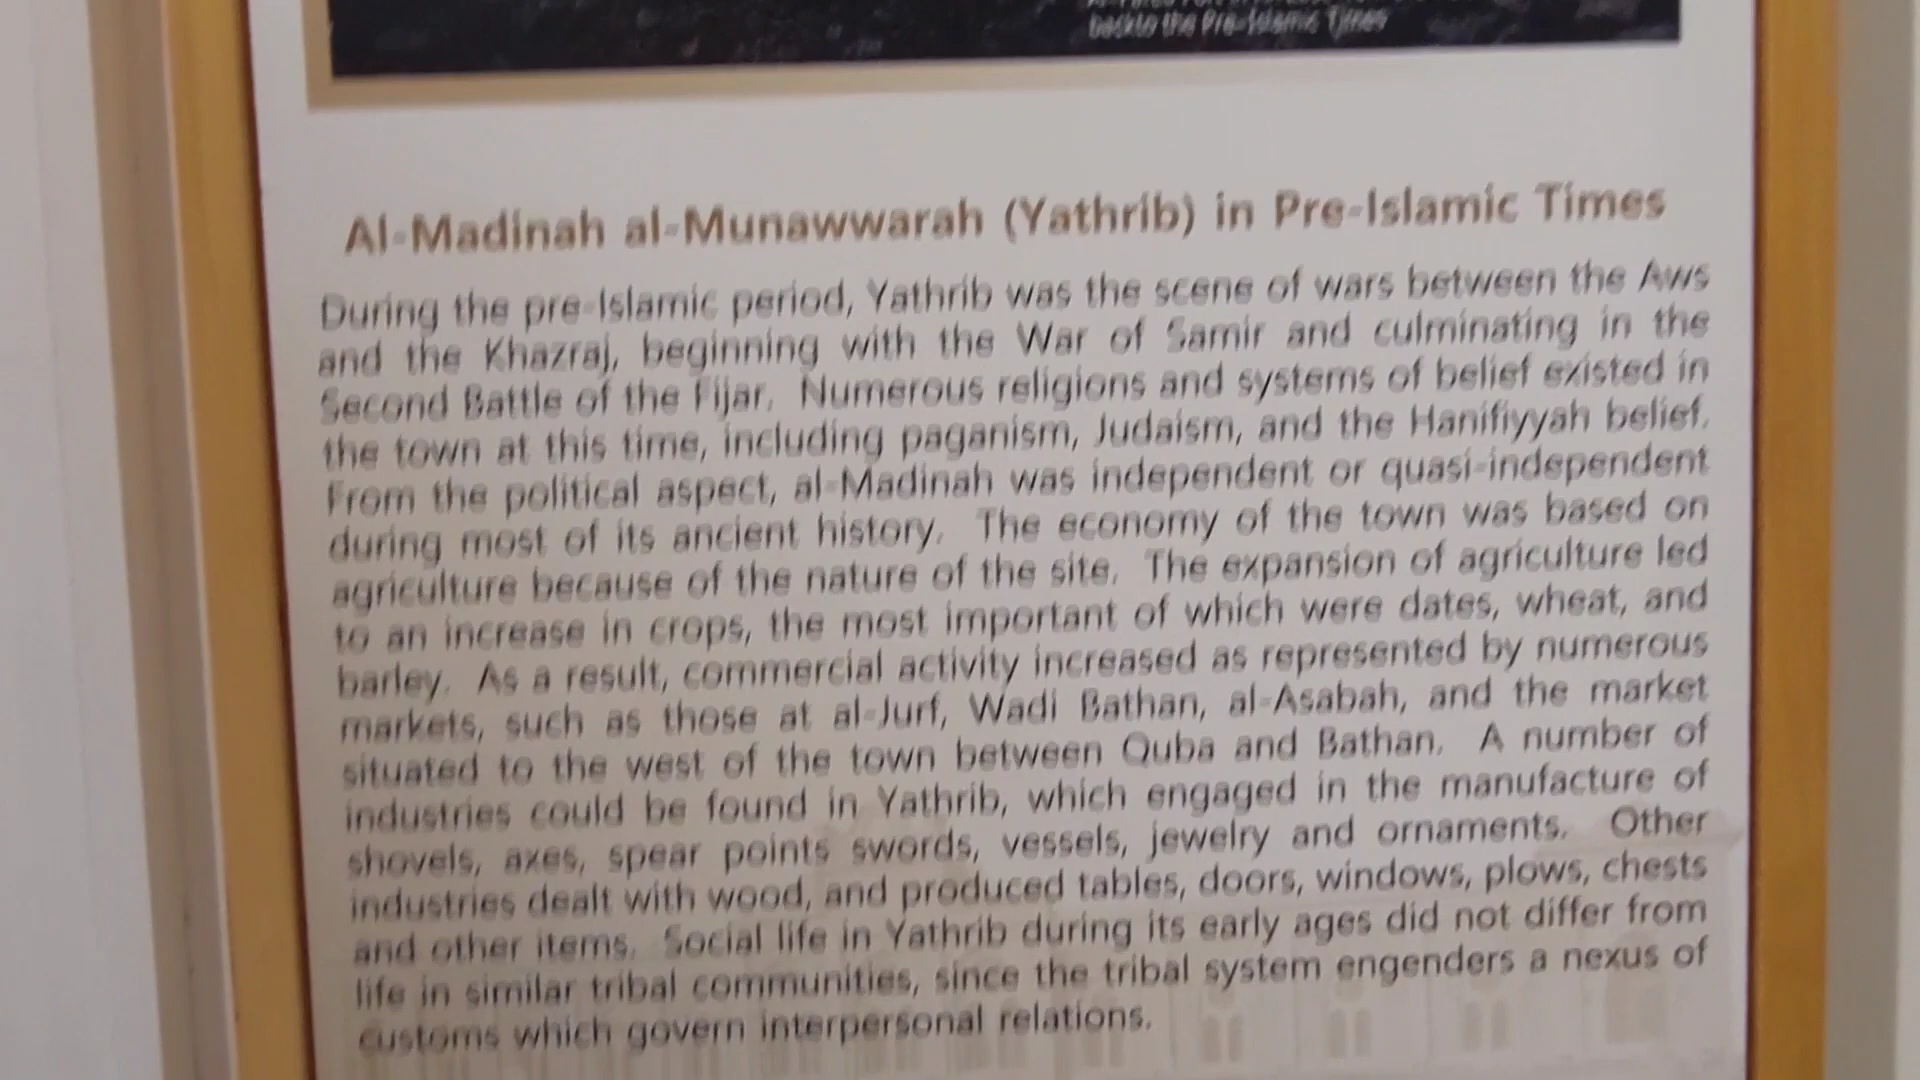 back to the Pre-Islamic Times
Al-Madinah al-Munawwarah (Yathrib) in Pre-Islamic Times
During the pre-Islamic period, Yathrib was the scene of wars between the Aws
and the Khazraj, beginning with the War of Samir and culminating in the
Second Battle of the Fijar. Numerous religions and systems of belief existed in
the town at this time, including paganism, Judaism, and the Hanifiyyah belief.
From the political aspect, al-Madinah was independent or quasi-independent
during most of its ancient history. The economy of the town was based on
agriculture because of the nature of the site. The expansion of agriculture led
to an increase in crops, the most important of which were dates, wheat, and
barley. As a result, commercial activity increased as represented by numerous
markets, such as those at al-Jurf, Wadi Bathan, al-Asabah, and the market
situated to the west of the town between Quba and Bathan. A number of
industries could be found in Yathrib, which engaged in the manufacture of
shovels, axes, spear points swords, vessels, jewelry and ornaments. Other
industries dealt with wood, and produced tables, doors, windows, plows, chests
and other items. Social life in Yathrib during its early ages did not differ from
life in similar tribal communities, since the tribal system engenders a nexus of
customs which govern interpersonal relations.